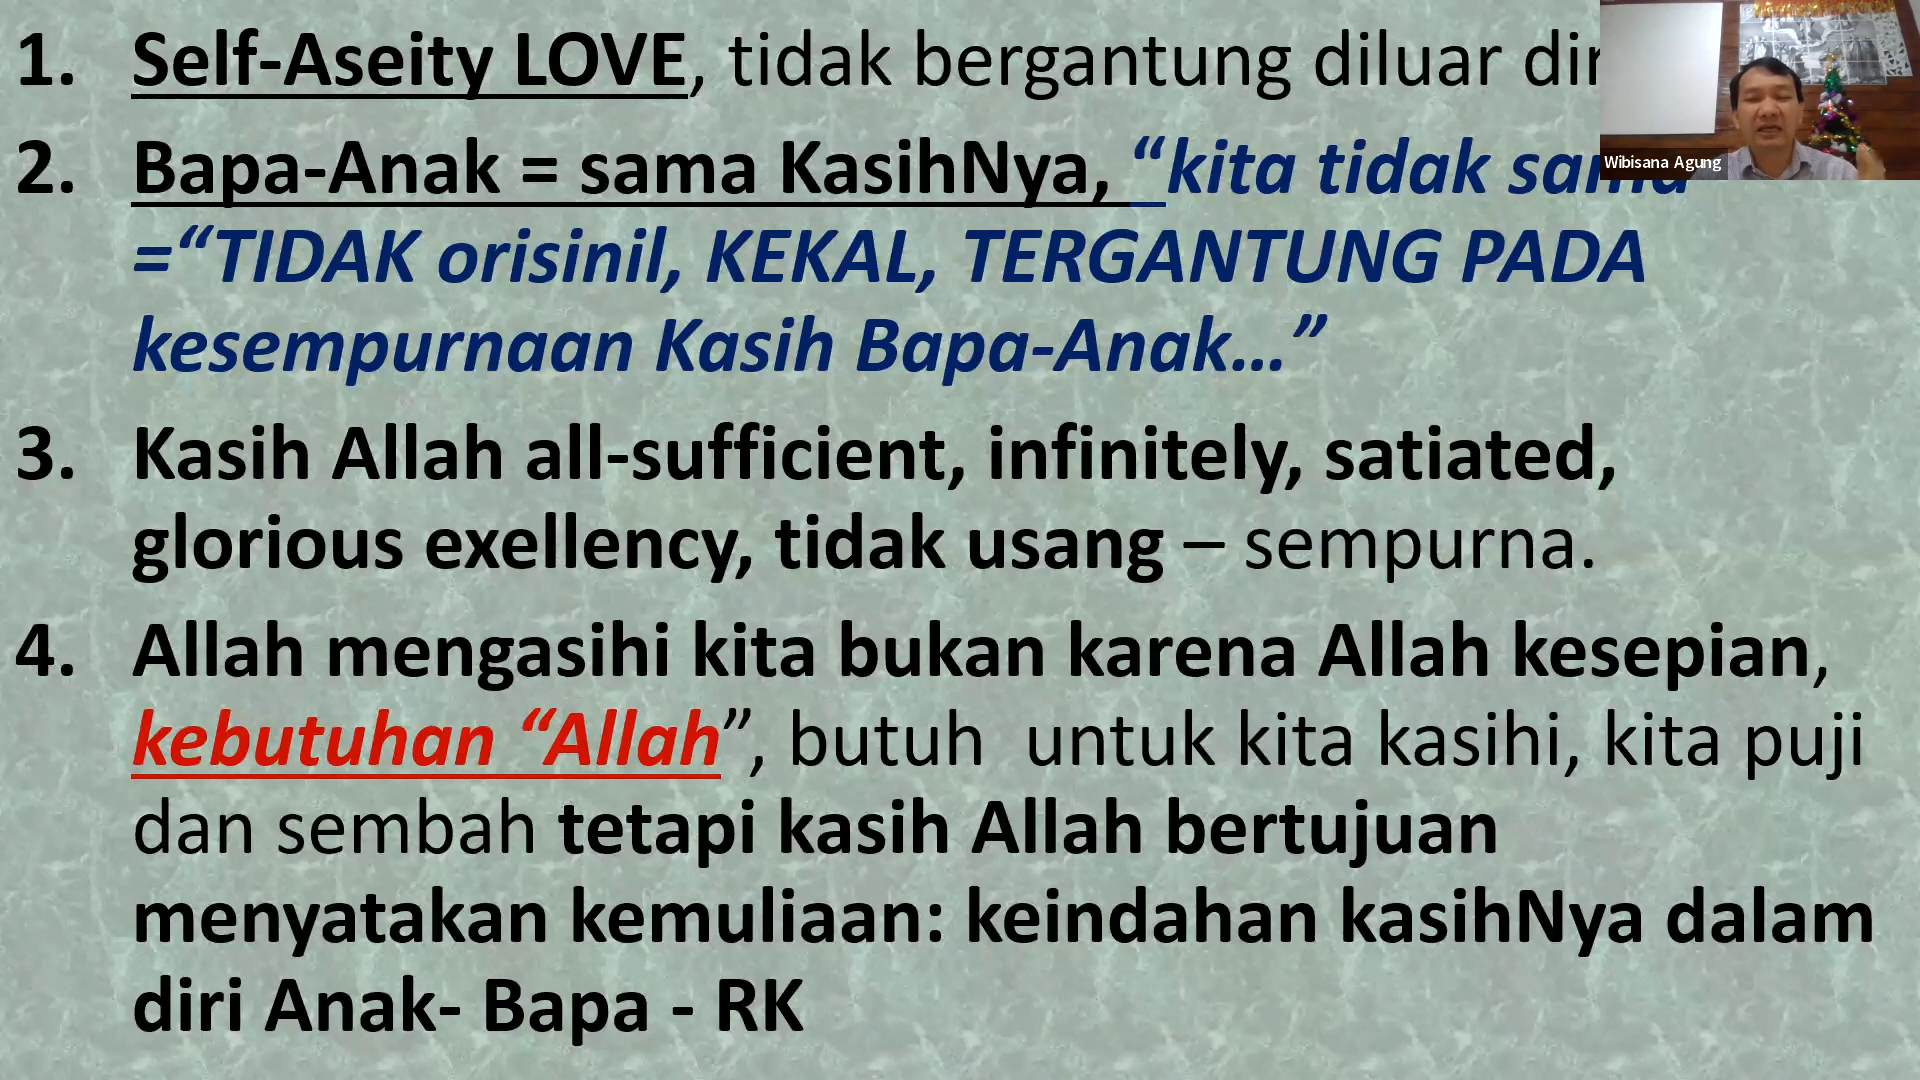 1. Self-Aseity LOVE, tidak bergantung diluar
2. Bapa-Anak = sama KasihNya, “kita tidak
=“TIDAK orisinil, KEKAL, TERGANTUNG PADA
kesempurnaan Kasih Bapa-Anak...”
3. Kasih Allah all-sufficient, infinitely, satiated,
glorious exellency, tidak usang – sempurna.
4. Allah mengasihi kita bukan karena Allah kesepian,
kebutuhan “Allah”, butuh untuk kita kasihi, kita puji
dan sembah tetapi kasih Allah bertujuan
menyatakan kemuliaan: keindahan kasihNya dalam
diri Anak- Bapa - RK
Wibisana Agung